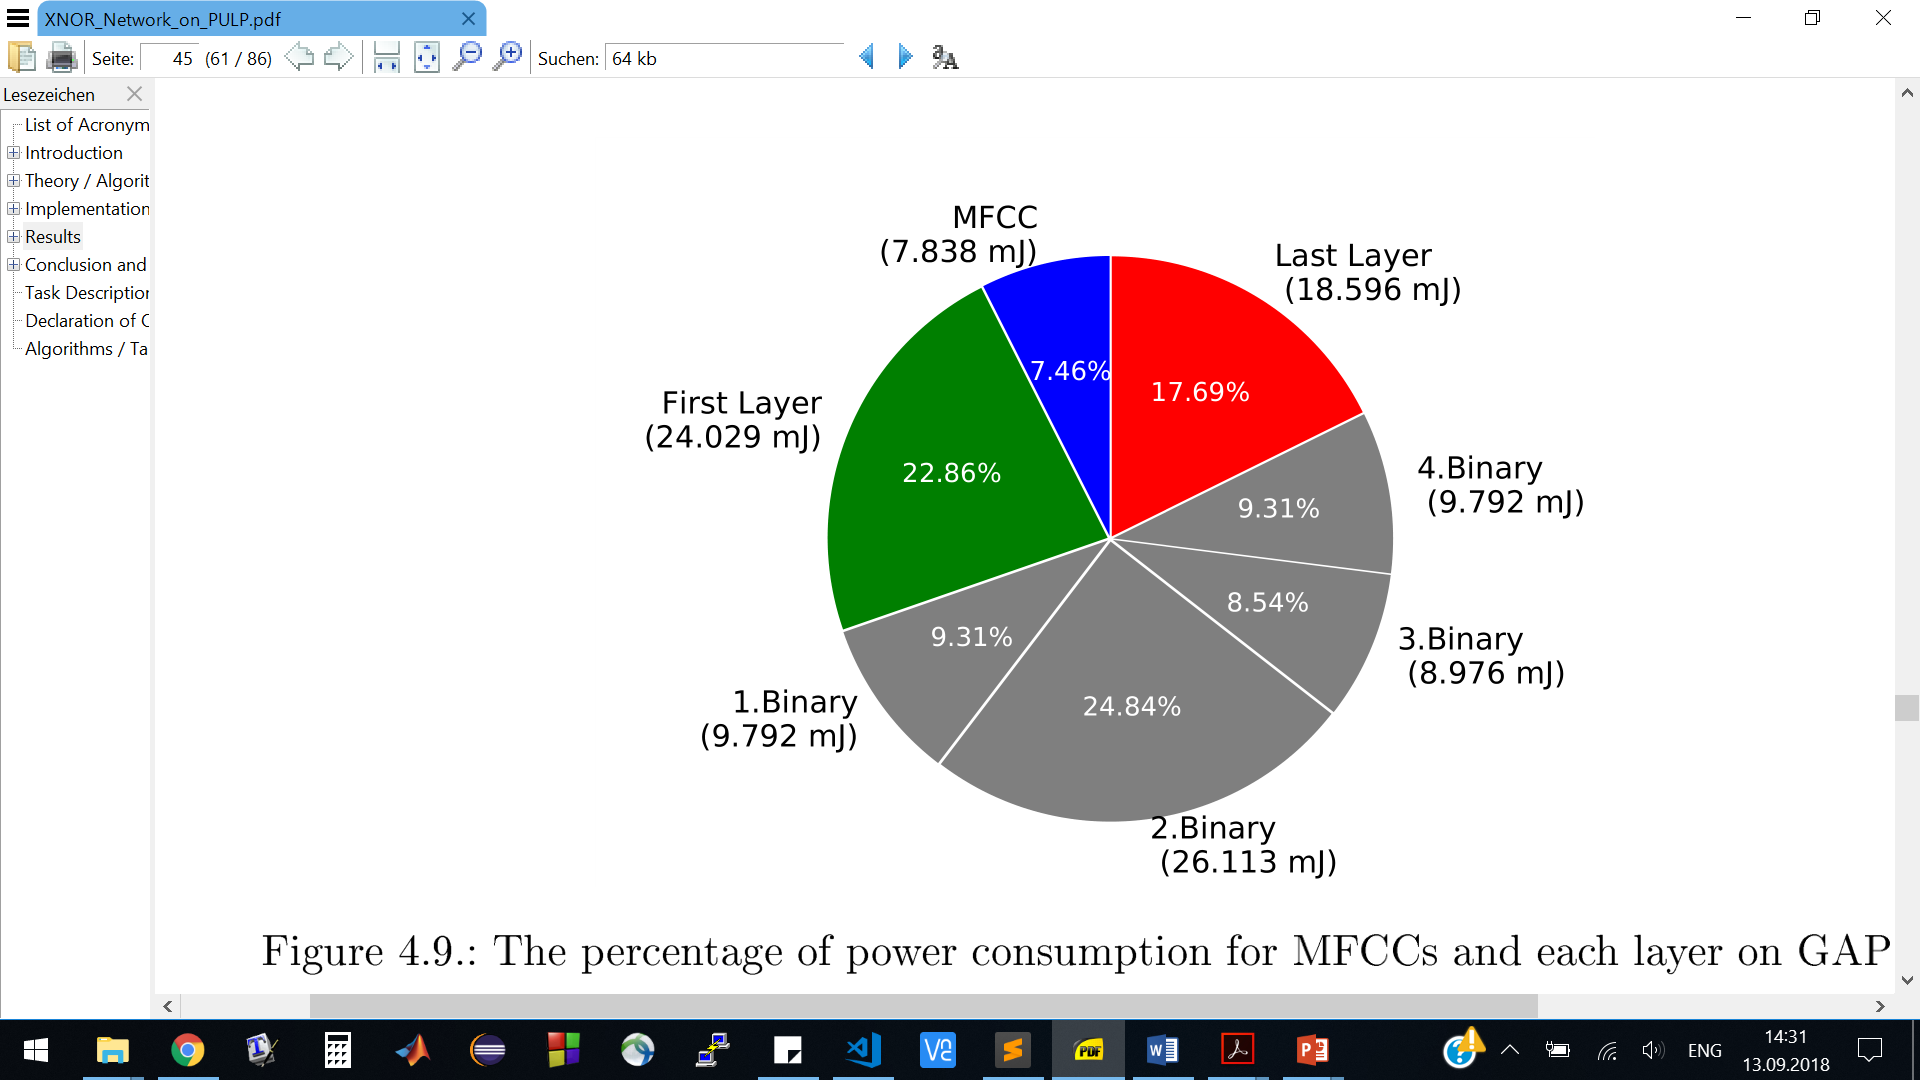 XNOR_Network_on_PULP.pdf
Seite: 45 (61 / 86) Suchen: 64 kb
Lesezeichen
List of Acronym
Introduction
Theory / Algorit
Implementation
Results
Conclusion and
Task Description
Declaration of O
Algorithms / Ta
MFCC
(7.838 mJ)
Last Layer
(18.596 mJ)
7.46%
17.69%
First Layer
(24.029 mJ)
22.86%
4.Binary
(9.792 mJ)
9.31%
8.54%
3.Binary
(8.976 mJ)
9.31%
1.Binary
(9.792 mJ)
24.84%
2.Binary
(26.113 mJ)
Figure 4.9.: The percentage of power consumption for MFCCs and each layer on GAP
PDF
ENG
14:31
13.09.2018